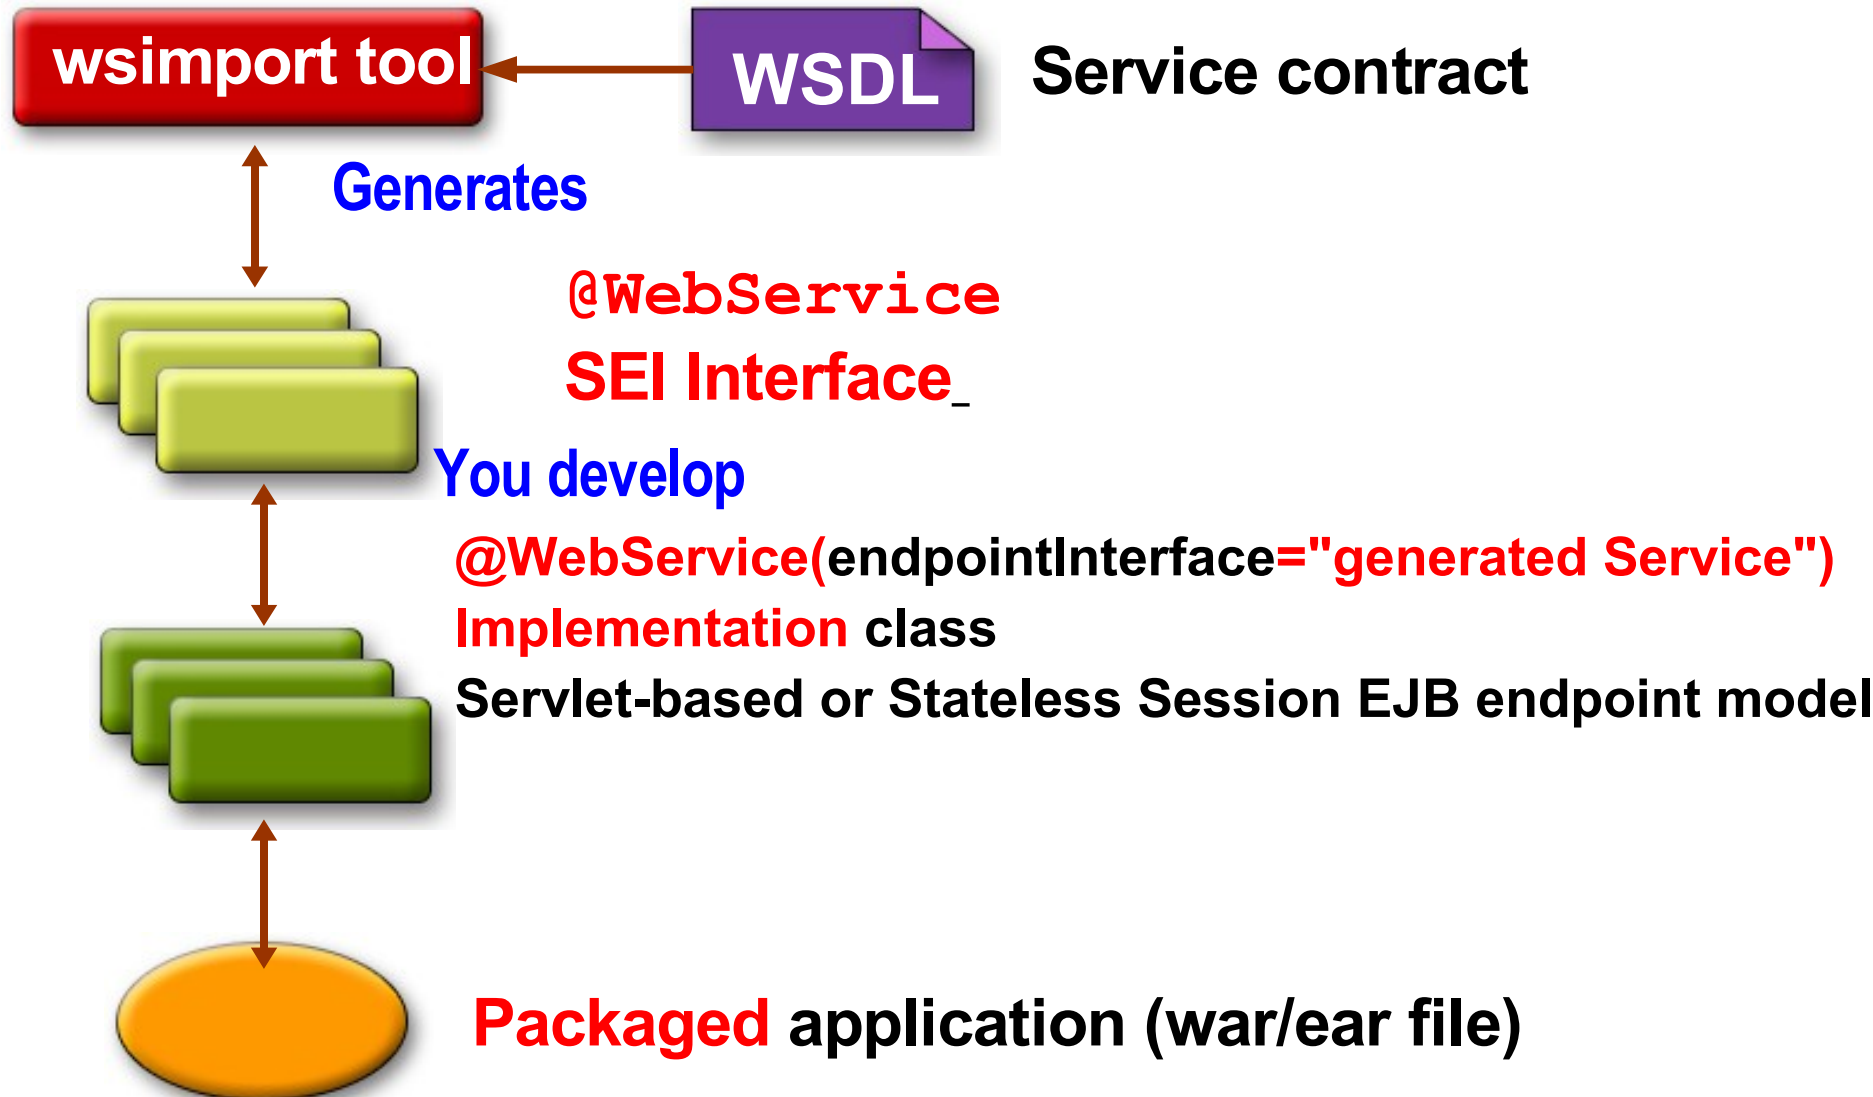 wsimport tool
WSDL
Service contract
Generates
@WebService
SEI Interface_
You develop
@WebService(endpointInterface="generated Service")
Implementation class
Servlet-based or Stateless Session EJB endpoint model
Packaged application (war/ear file)